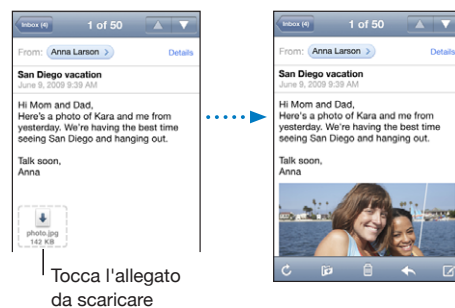 Inbox (4)
1 of 50
From: Anna Larson
Details
San Diego vacation
June 9, 2009 9:39 AM
Hi Mom and Dad,
Here's a photo of Kara and me from
yesterday. We're having the best time
seeing San Diego and hanging out.
Talk soon,
Anna
photo.jpg
142 KB
Tocca l'allegato
da scaricare
Inbox (4)
1 of 50
From: Anna Larson
Details
San Diego vacation
June 9, 2009 9:39 AM
Hi Mom and Dad,
Here's a photo of Kara and me from
yesterday. We're having the best time
seeing San Diego and hanging out.
Talk soon,
Anna